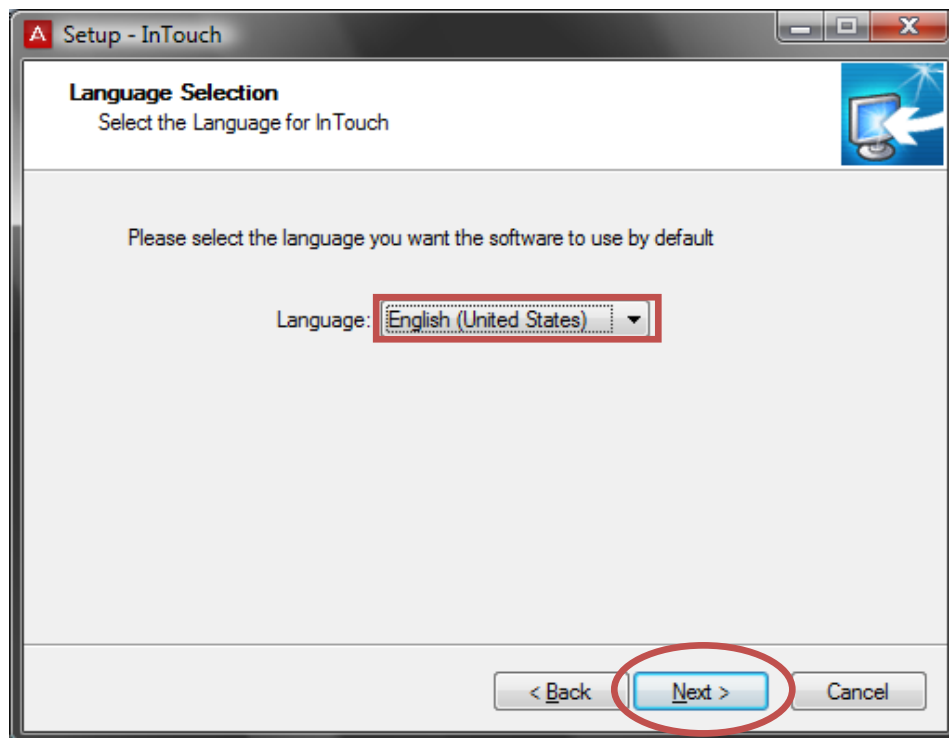 A Setup - InTouch
Language Selection
Select the Language for InTouch
Please select the language you want the software to use by default
Language: English (United States)
< Back Next > Cancel